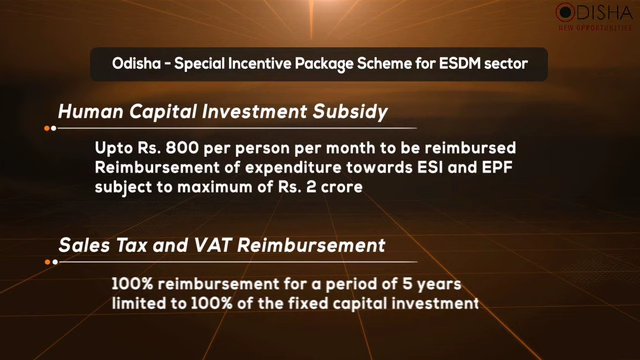 ODISHA
NEW OPPORTUNITIES
Odisha - Special Incentive Package Scheme for ESDM sector
Human Capital Investment Subsidy
Upto Rs. 800 per person per month to be reimbursed
Reimbursement of expenditure towards ESI and EPF
subject to maximum of Rs. 2 crore
Sales Tax and VAT Reimbursement
100% reimbursement for a period of 5 years
limited to 100% of the fixed capital investment